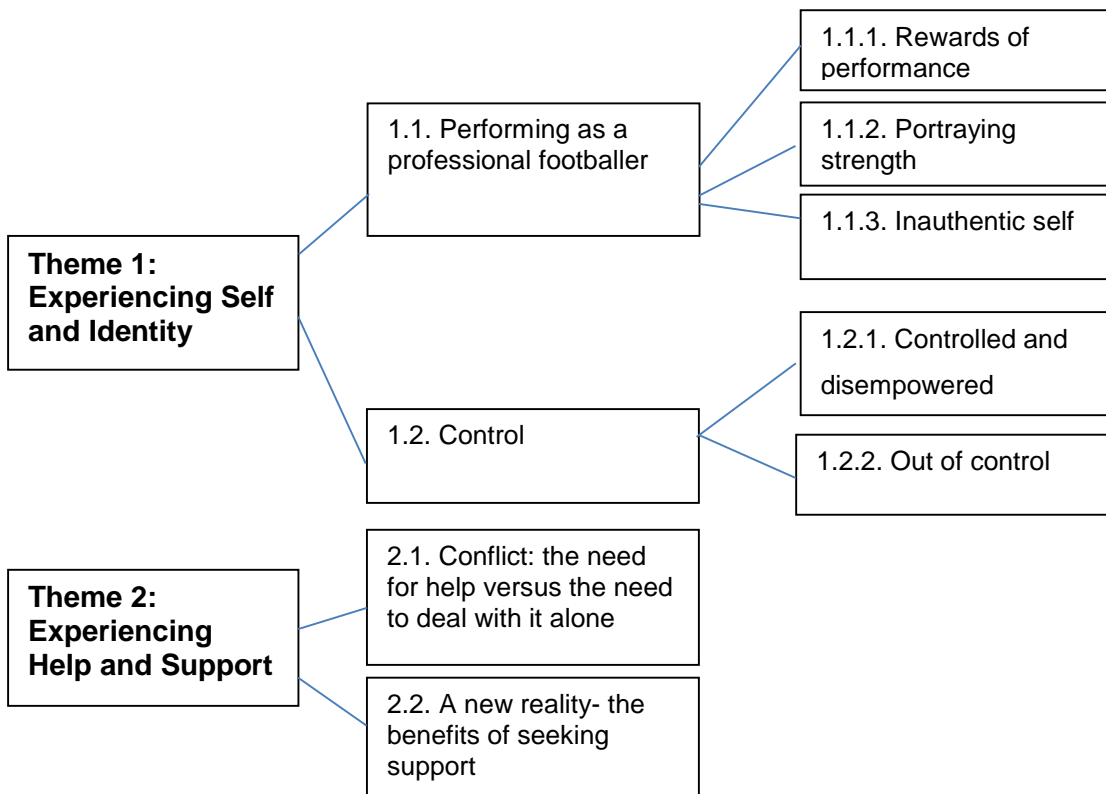 Theme 1:
Experiencing Self
and Identity
1.1. Performing as a
professional footballer
1.1.1. Rewards of
performance
1.1.2. Portraying
strength
1.1.3. Inauthentic self
1.2. Control
1.2.1. Controlled and
disempowered
1.2.2. Out of control
Theme 2:
Experiencing
Help and Support
2.1. Conflict: the need
for help versus the need
to deal with it alone
2.2. A new reality- the
benefits of seeking
support